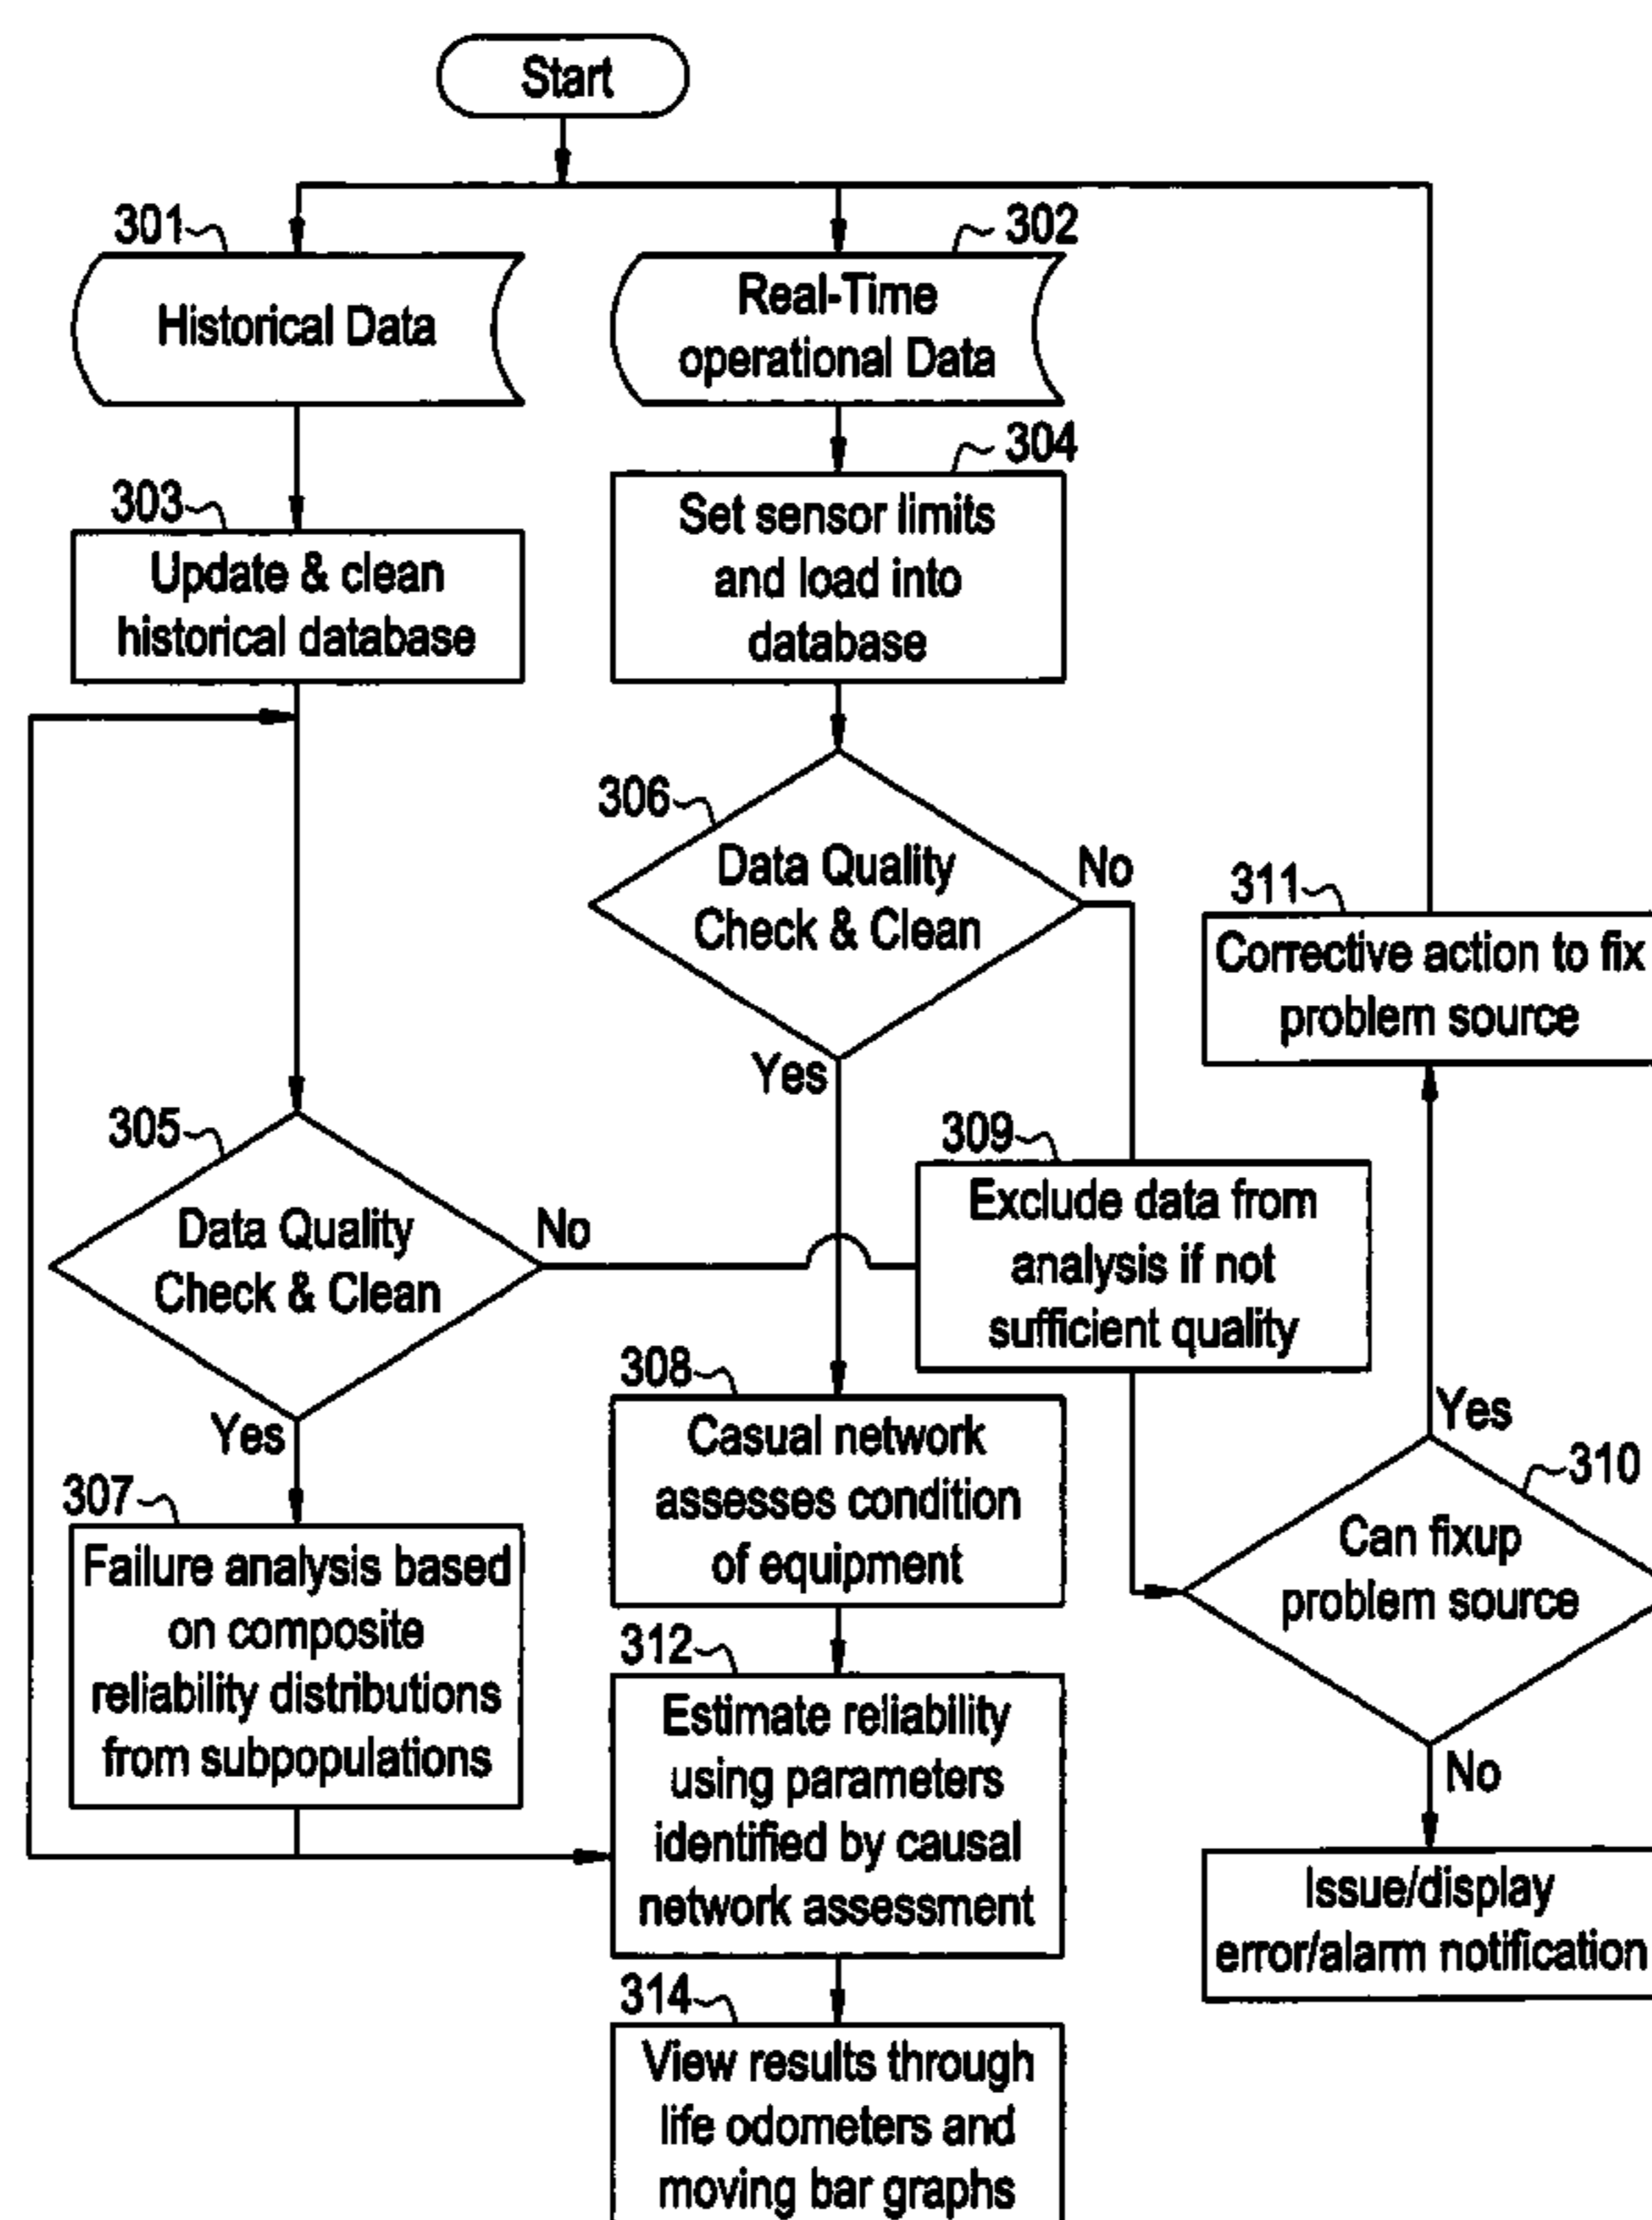 Start
301
Historical Data
302
Real-Time
operational Data
303
Update & clean
historical database
304
Set sensor limits
and load into
database
306
Data Quality
Check & Clean
No
Yes
311
Corrective action to fix
problem source
305
Data Quality
Check & Clean
No
Yes
309
Exclude data from
analysis if not
sufficient quality
308
Casual network
assesses condition
of equipment
Yes
310
Can fixup
problem source
No
307
Failure analysis based
on composite
reliability distributions
from subpopulations
312
Estimate reliability
using parameters
identified by causal
network assessment
Issue/display
error/alarm notification
314
View results through
life odometers and
moving bar graphs